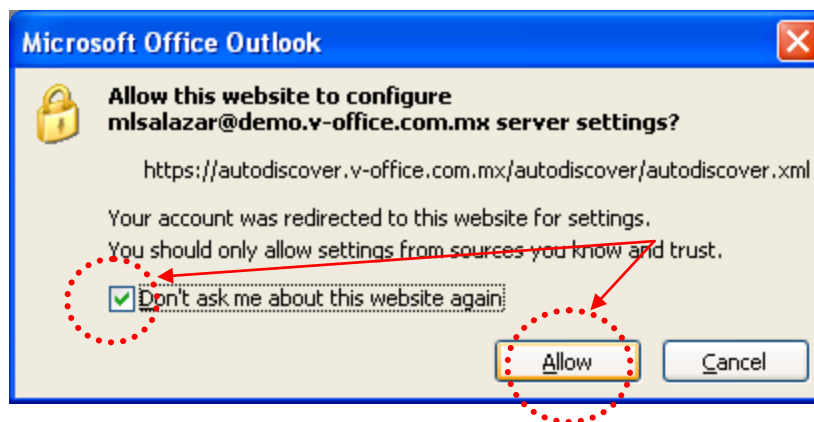 Microsoft Office Outlook
Allow this website to configure
mlsalazar@demo.v-office.com.mx server settings?
https://autodiscover.v-office.com.mx/autodiscover/autodiscover.xml
Your account was redirected to this website for settings.
You should only allow settings from sources you know and trust.
Don't ask me about this website again
Allow Cancel